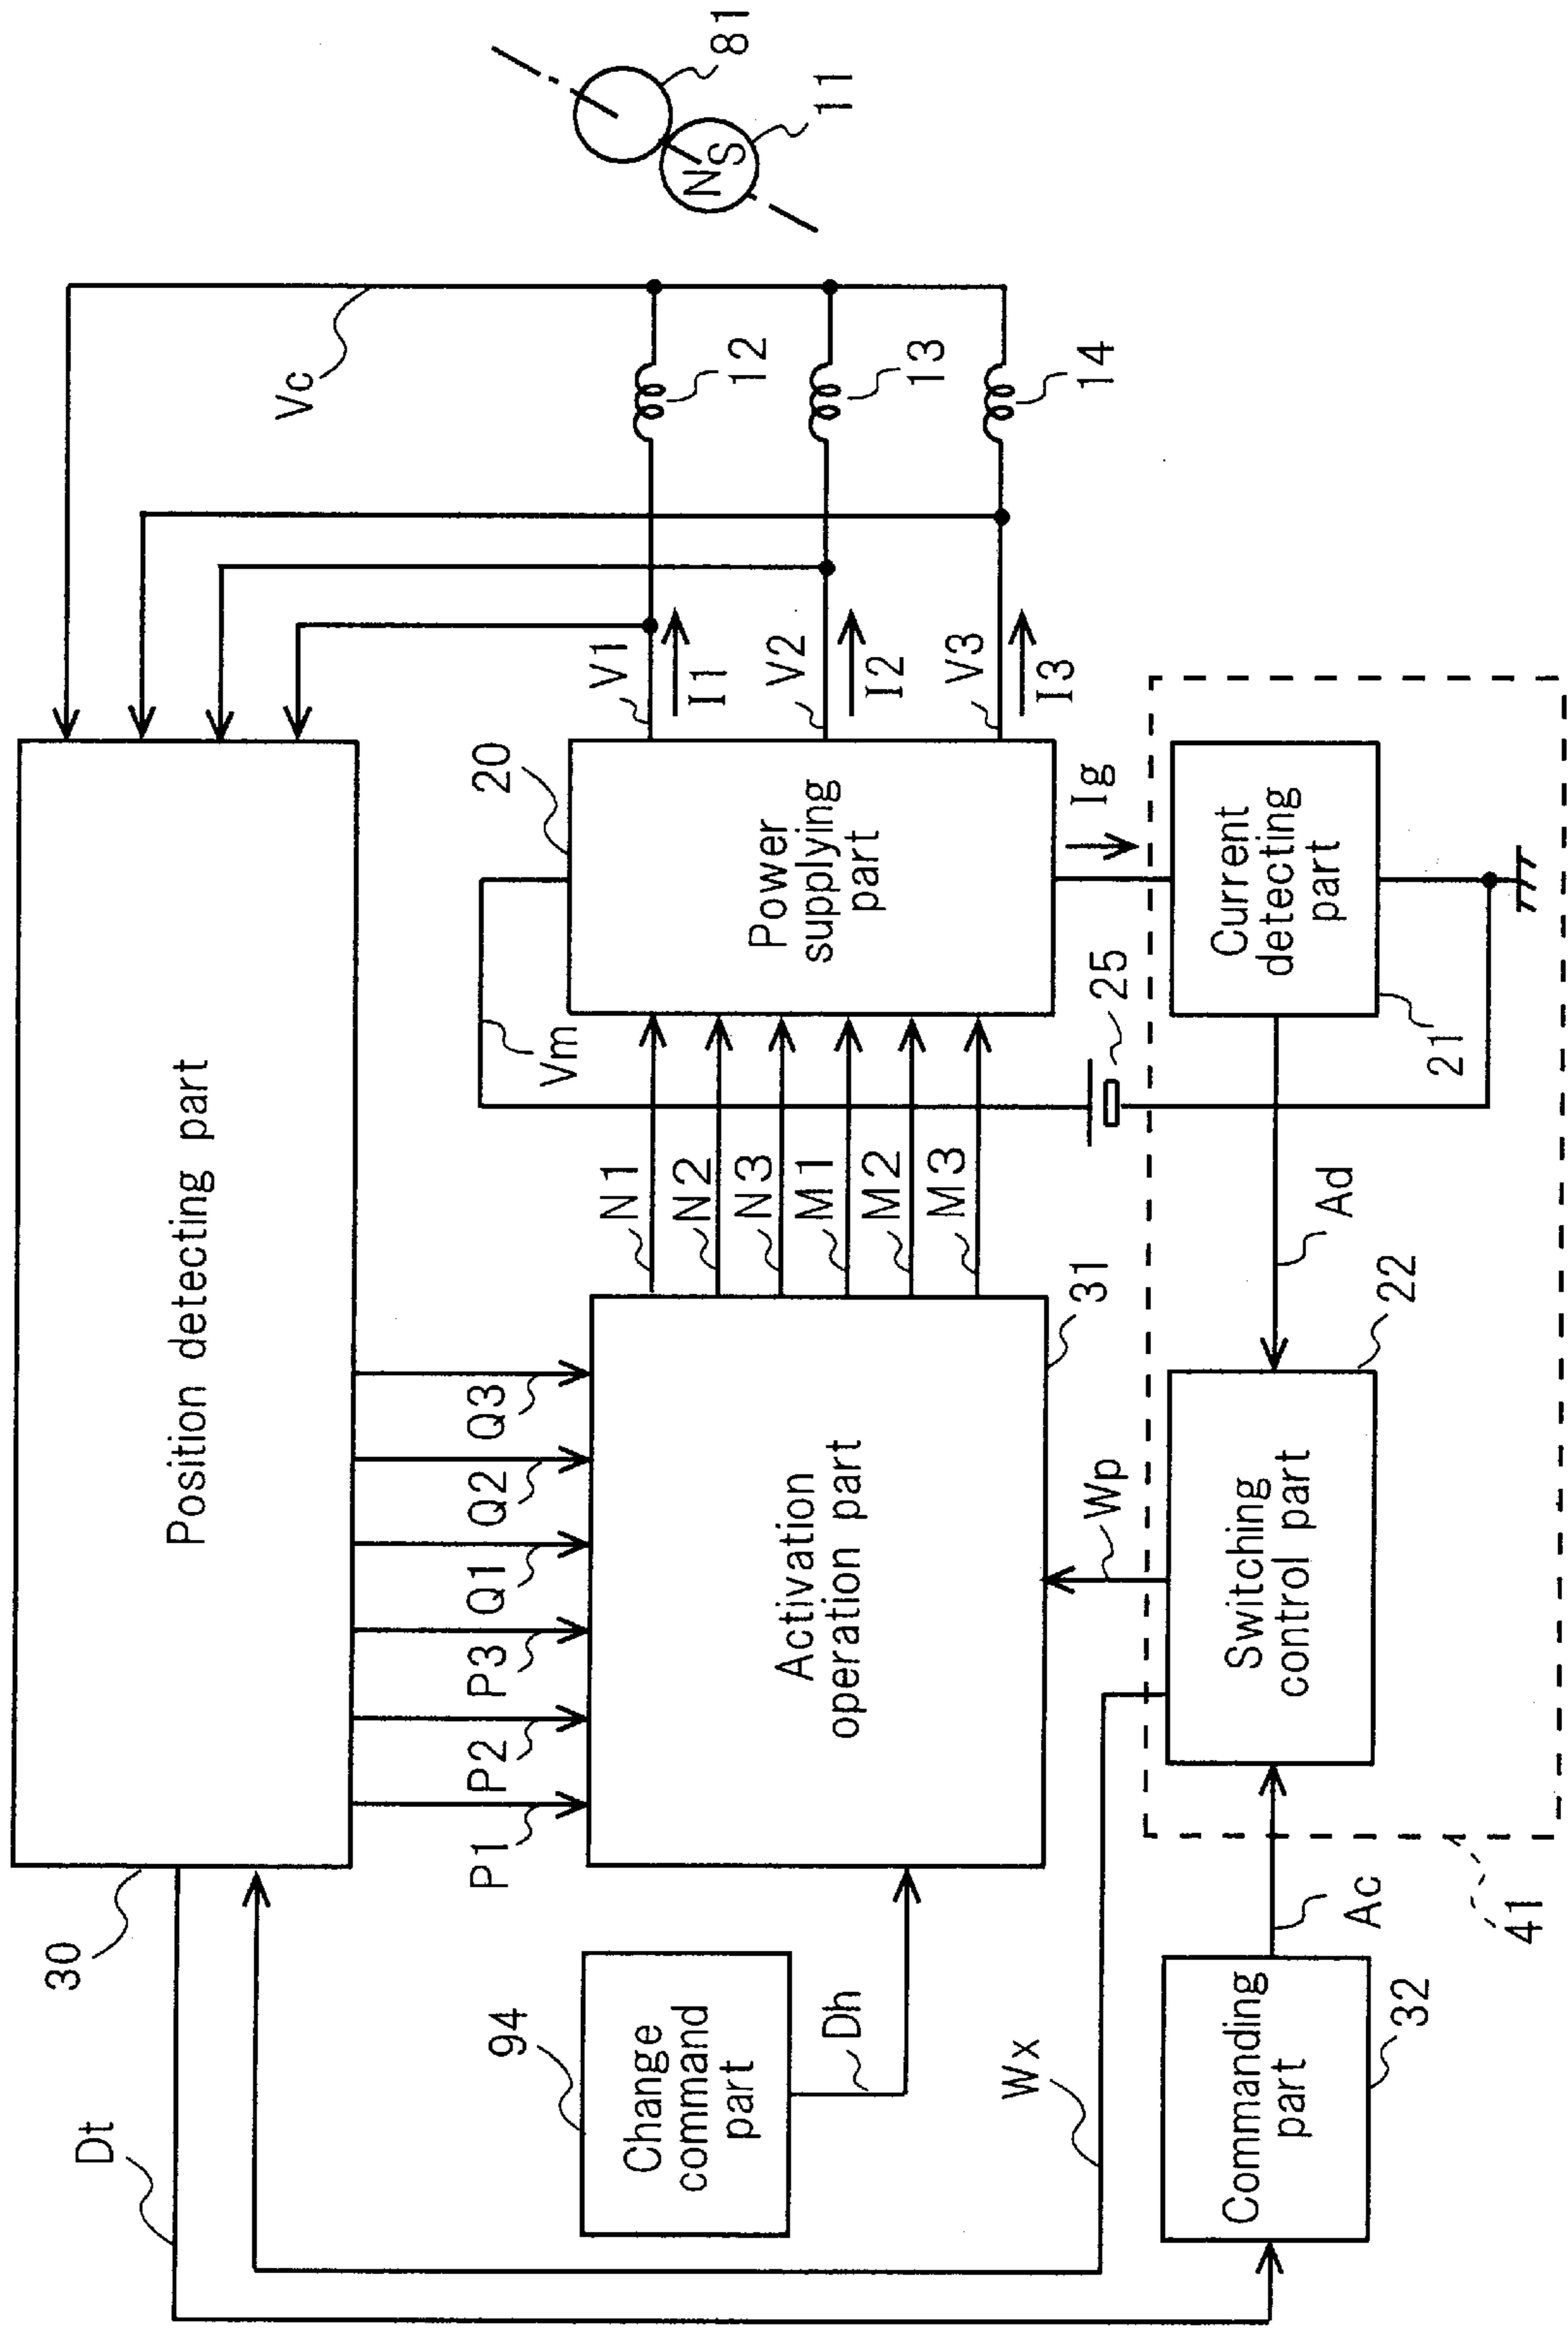 Dt
30
Position detecting part
Vc
81
11
N
S
P1
P2
P3
Q1
Q2
Q3
94
Change
command
part
Dh
Activation
operation part
31
N1
N2
N3
M1
M2
M3
Vm
20
Power
supplying
part
V1
I1
V2
I2
V3
I3
12
13
14
25
Ig
Wx
Wp
Commanding
part
32
Ac
41
Switching
control part
22
Ad
Current
detecting
part
21